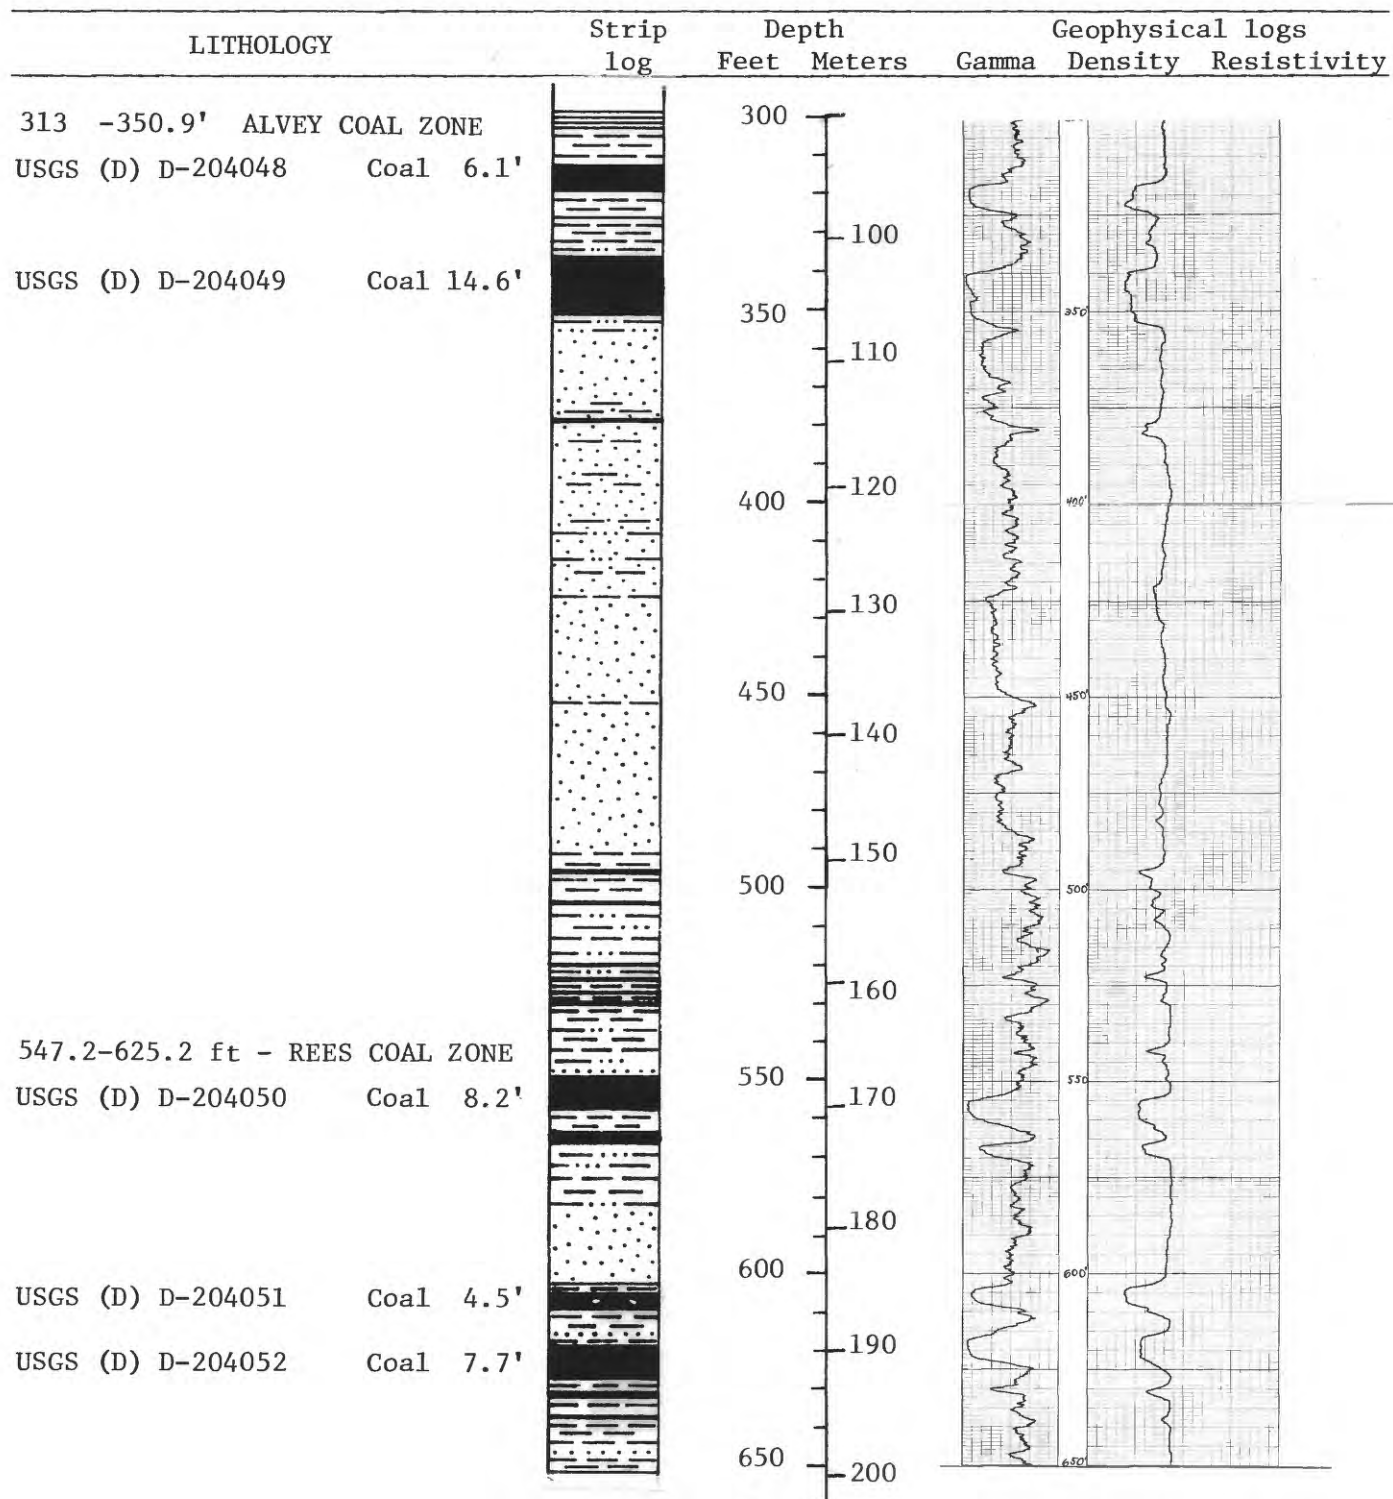 LITHOLOGY Strip log Depth Geophysical logs
Feet Meters Gamma Density Resistivity
313 -350.9' ALVEY COAL ZONE 300
USGS (D) D-204048 Coal 6.1'
100
USGS (D) D-204049 Coal 14.6'
350 350'
110
120
400 400'
130
450 450'
140
150
500 500'
160
547.2-625.2 ft - REES COAL ZONE
550 550'
USGS (D) D-204050 Coal 8.2' 170
180
600 600'
USGS (D) D-204051 Coal 4.5'
190
USGS (D) D-204052 Coal 7.7'
650 650'
200